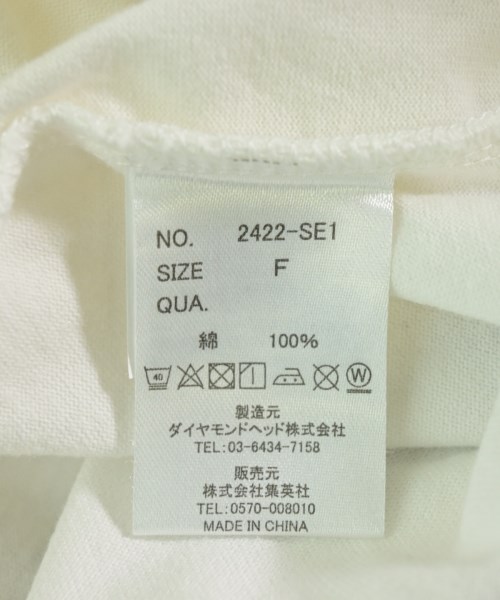 NO. 2422-SE1
SIZE F
QUA.
綿 100%
40 W
製造元
ダイヤモンドヘッド株式会社
TEL:03-6434-7158
販売元
株式会社集英社
TEL:0570-008010
MADE IN CHINA